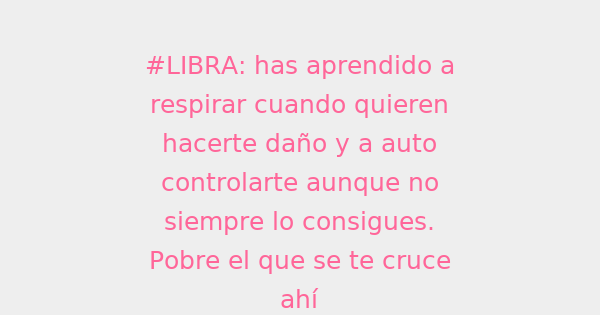 #LIBRA: has aprendido a
respirar cuando quieren
hacerte daño y a auto
controlarte aunque no
siempre lo consigues.
Pobre el que se te cruce
ahí